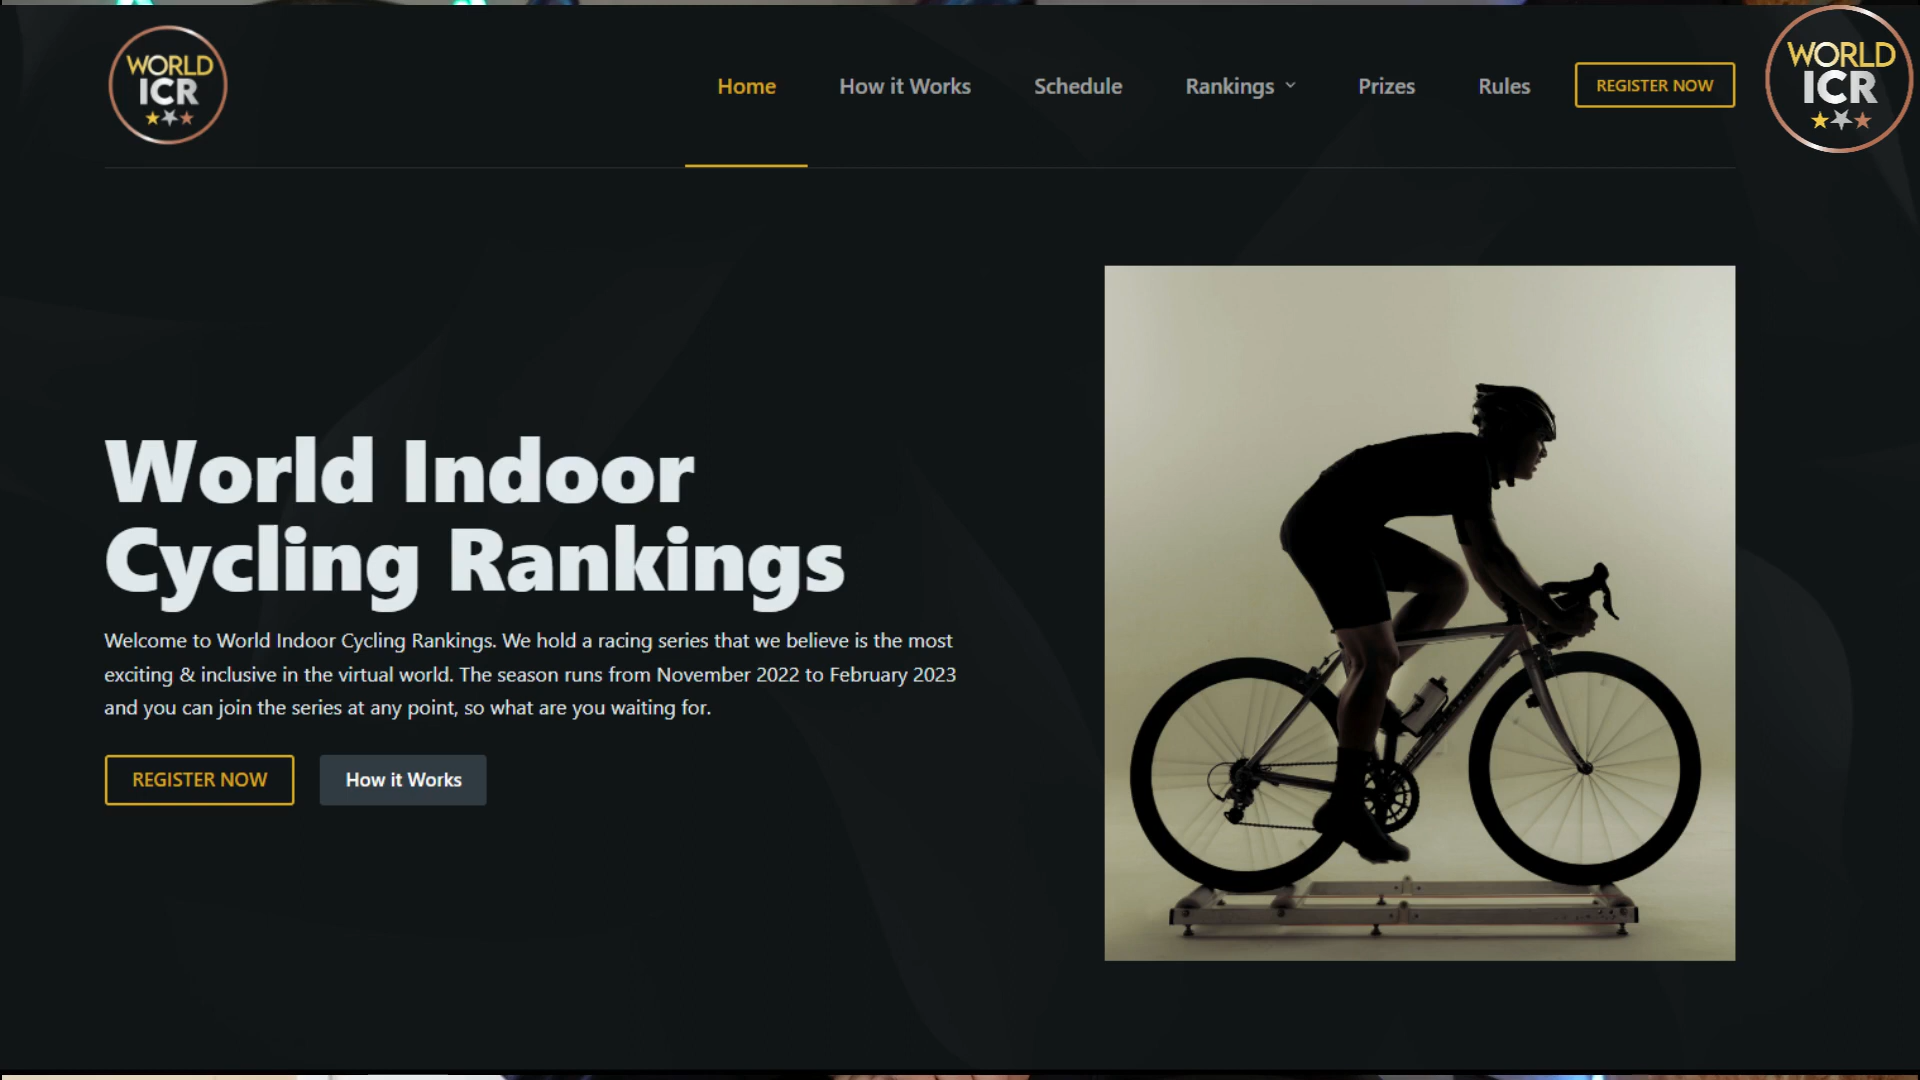 WORLD
ICR
Home How it Works Schedule Rankings Prizes Rules REGISTER NOW
WORLD
ICR
World Indoor
Cycling Rankings
Welcome to World Indoor Cycling Rankings. We hold a racing series that we believe is the most
exciting & inclusive in the virtual world. The season runs from November 2022 to February 2023
and you can join the series at any point, so what are you waiting for.
REGISTER NOW How it Works